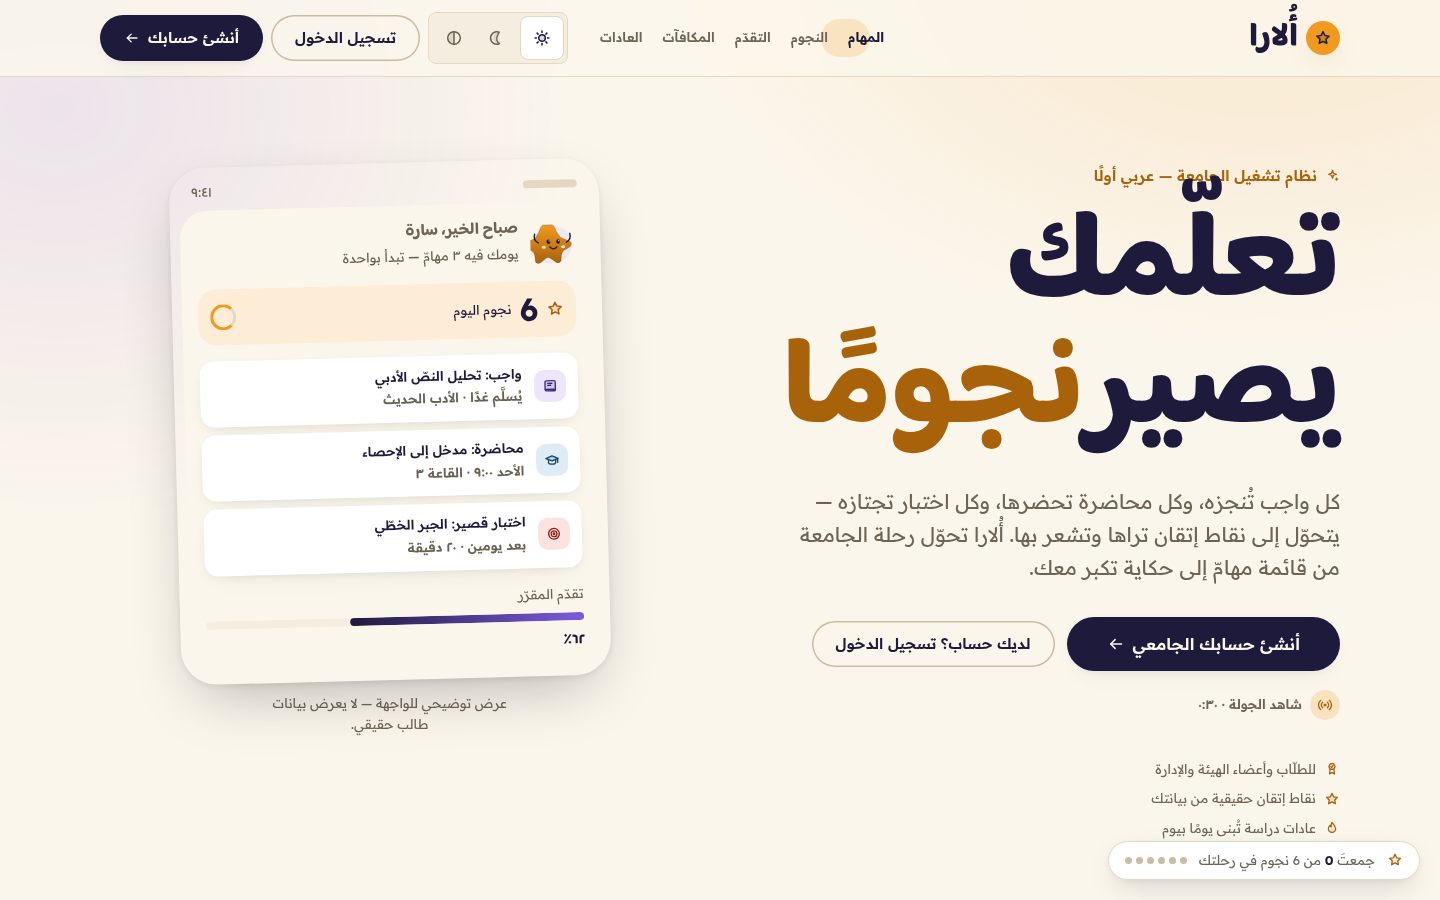 أُلارا
المهام
النجوم
التقدّم
المكافآت
العادات
تسجيل الدخول
أنشئ حسابك ←
نظام تشغيل الجامعة — عربي أولًا
تعلّمك
يصير نجومًا
كل واجب تُنجزه، وكل محاضرة تحضرها، وكل اختبار تجتازه —
يتحوّل إلى نقاط إتقان تراها وتشعر بها. أُلارا تحوّل رحلة الجامعة
من قائمة مهامّ إلى حكاية تكبر معك.
أنشئ حسابك الجامعي ←
لديك حساب؟ تسجيل الدخول
شاهد الجولة · ٠:٣٠
للطلّاب وأعضاء الهيئة والإدارة
نقاط إتقان حقيقية من بياناتك
عادات دراسة تُبنى يومًا بيوم
جمعتَ 0 من 6 نجوم في رحلتك
٩:٤١
صباح الخير، سارة
يومك فيه ٣ مهامّ — تبدأ بواحدة
6 نجوم اليوم
واجب: تحليل النصّ الأدبي
يُسلَّم غدًا · الأدب الحديث
محاضرة: مدخل إلى الإحصاء
الأحد ٩:٠٠ · القاعة ٣
اختبار قصير: الجبر الخطّي
بعد يومين · ٢٠ دقيقة
تقدّم المقرّر
٦٢٪
عرض توضيحي للواجهة — لا يعرض بيانات
طالب حقيقي.